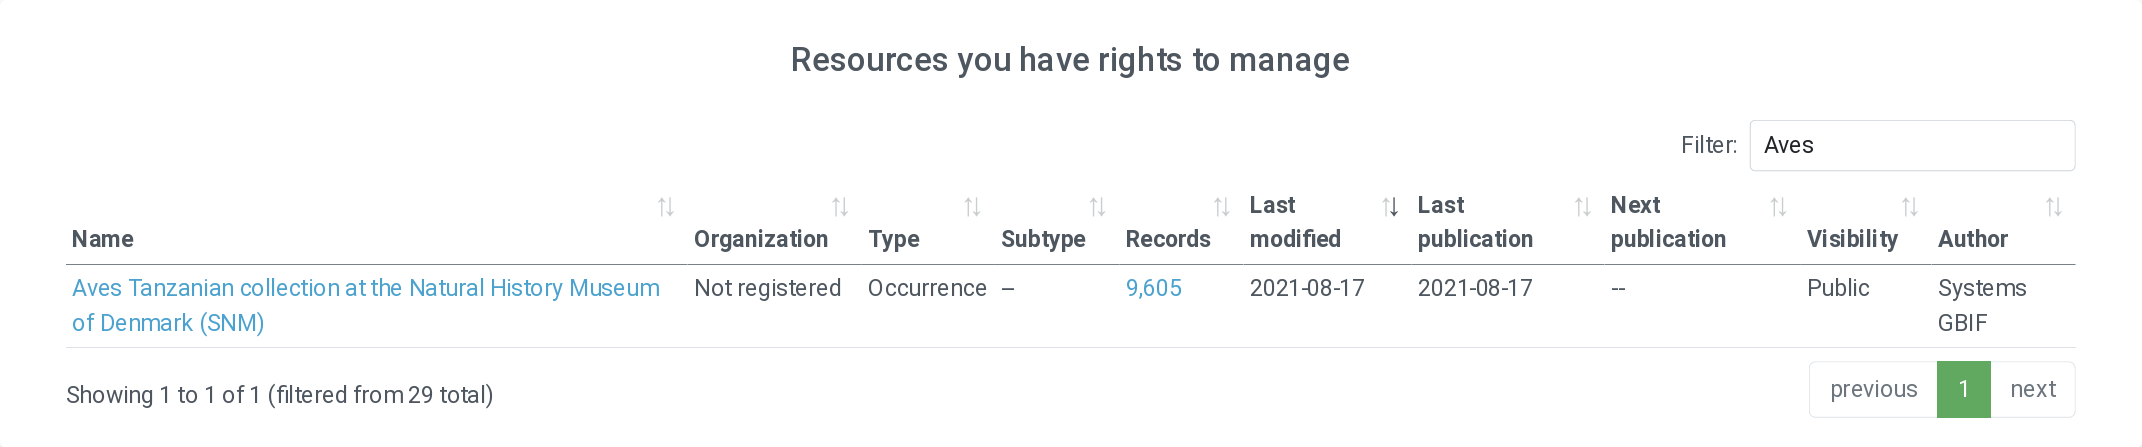 Resources you have rights to manage
Filter: Aves
Name Organization Type Subtype Records Last modified Last publication Next publication Visibility Author
Aves Tanzanian collection at the Natural History Museum of Denmark (SNM) Not registered Occurrence -- 9,605 2021-08-17 2021-08-17 -- Public Systems GBIF
Showing 1 to 1 of 1 (filtered from 29 total)
previous 1 next